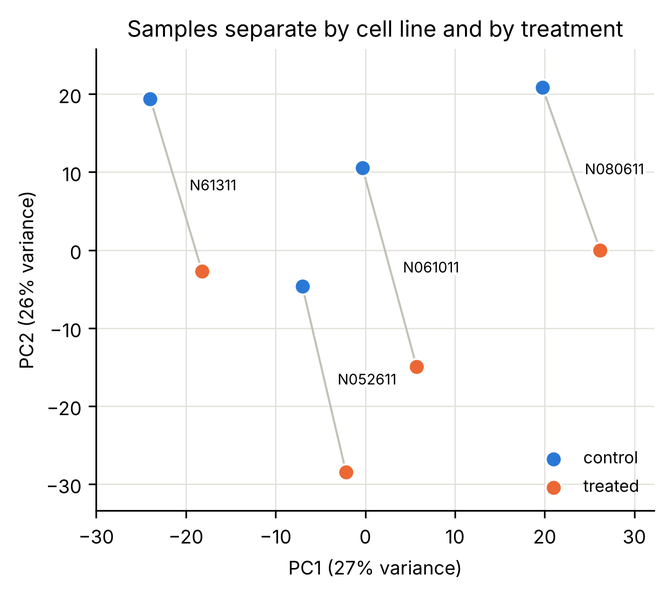 Samples separate by cell line and by treatment
PC2 (26% variance)
20
10
0
−10
−20
−30
N61311
N061011
N080611
N052611
control
treated
−30
−20
−10
0
10
20
30
PC1 (27% variance)